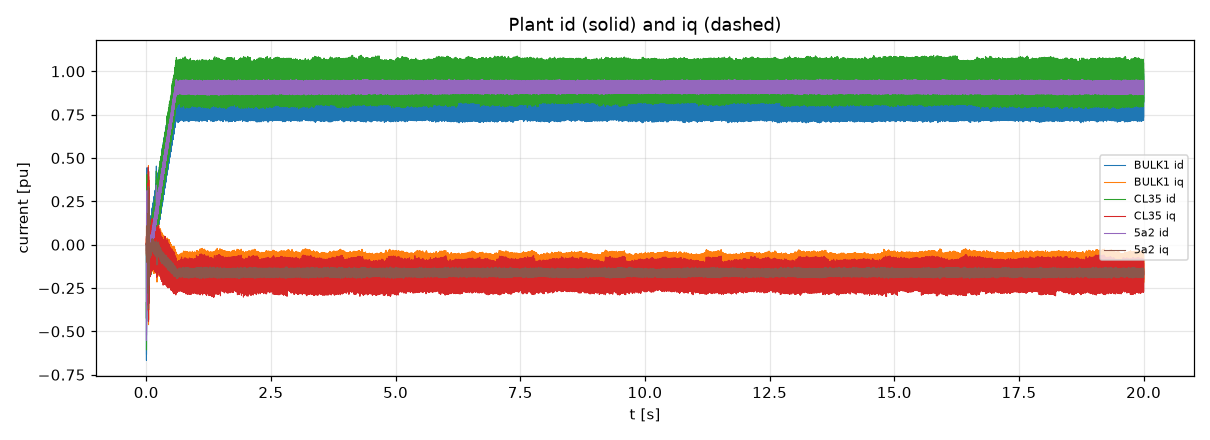 Plant id (solid) and iq (dashed)
current [pu]
1.00
0.75
0.50
0.25
0.00
−0.25
−0.50
−0.75
BULK1 id
BULK1 iq
CL35 id
CL35 iq
5a2 id
5a2 iq
0.0 2.5 5.0 7.5 10.0 12.5 15.0 17.5 20.0
t [s]